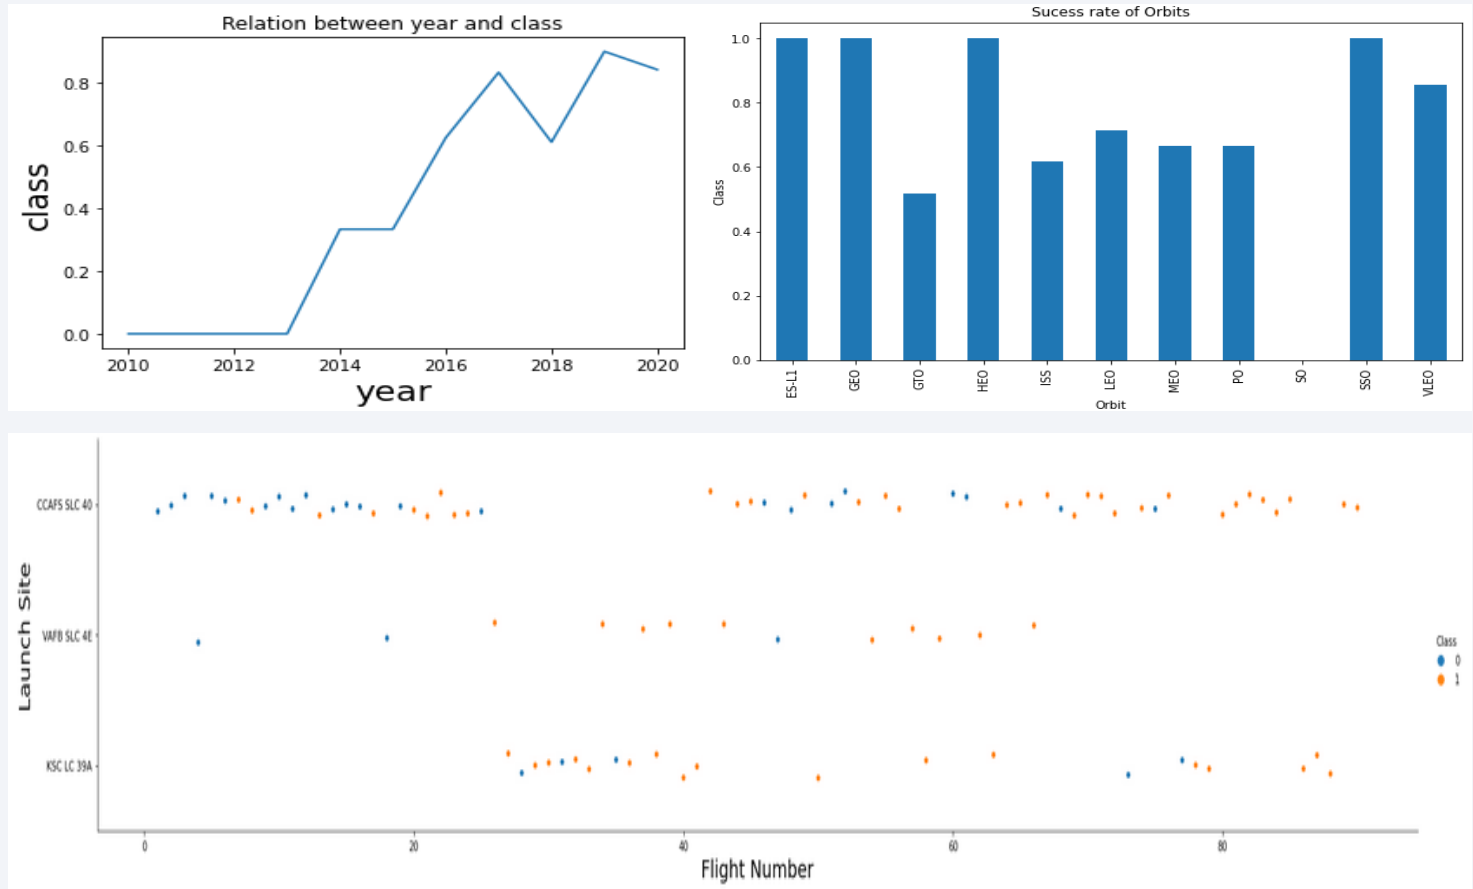 Relation between year and class
class
0.8
0.6
0.4
0.2
0.0
2010 2012 2014 2016 2018 2020
year
Sucess rate of Orbits
Class
1.0
0.8
0.6
0.4
0.2
0.0
ES-L1 GEO GTO HEO ISS LEO MEO PO SO SSO VLEO
Orbit
Launch Site
CCAFS SLC 40
VAFB SLC 4E
KSC LC 39A
0 20 40 60 80
Flight Number
Class
0
1